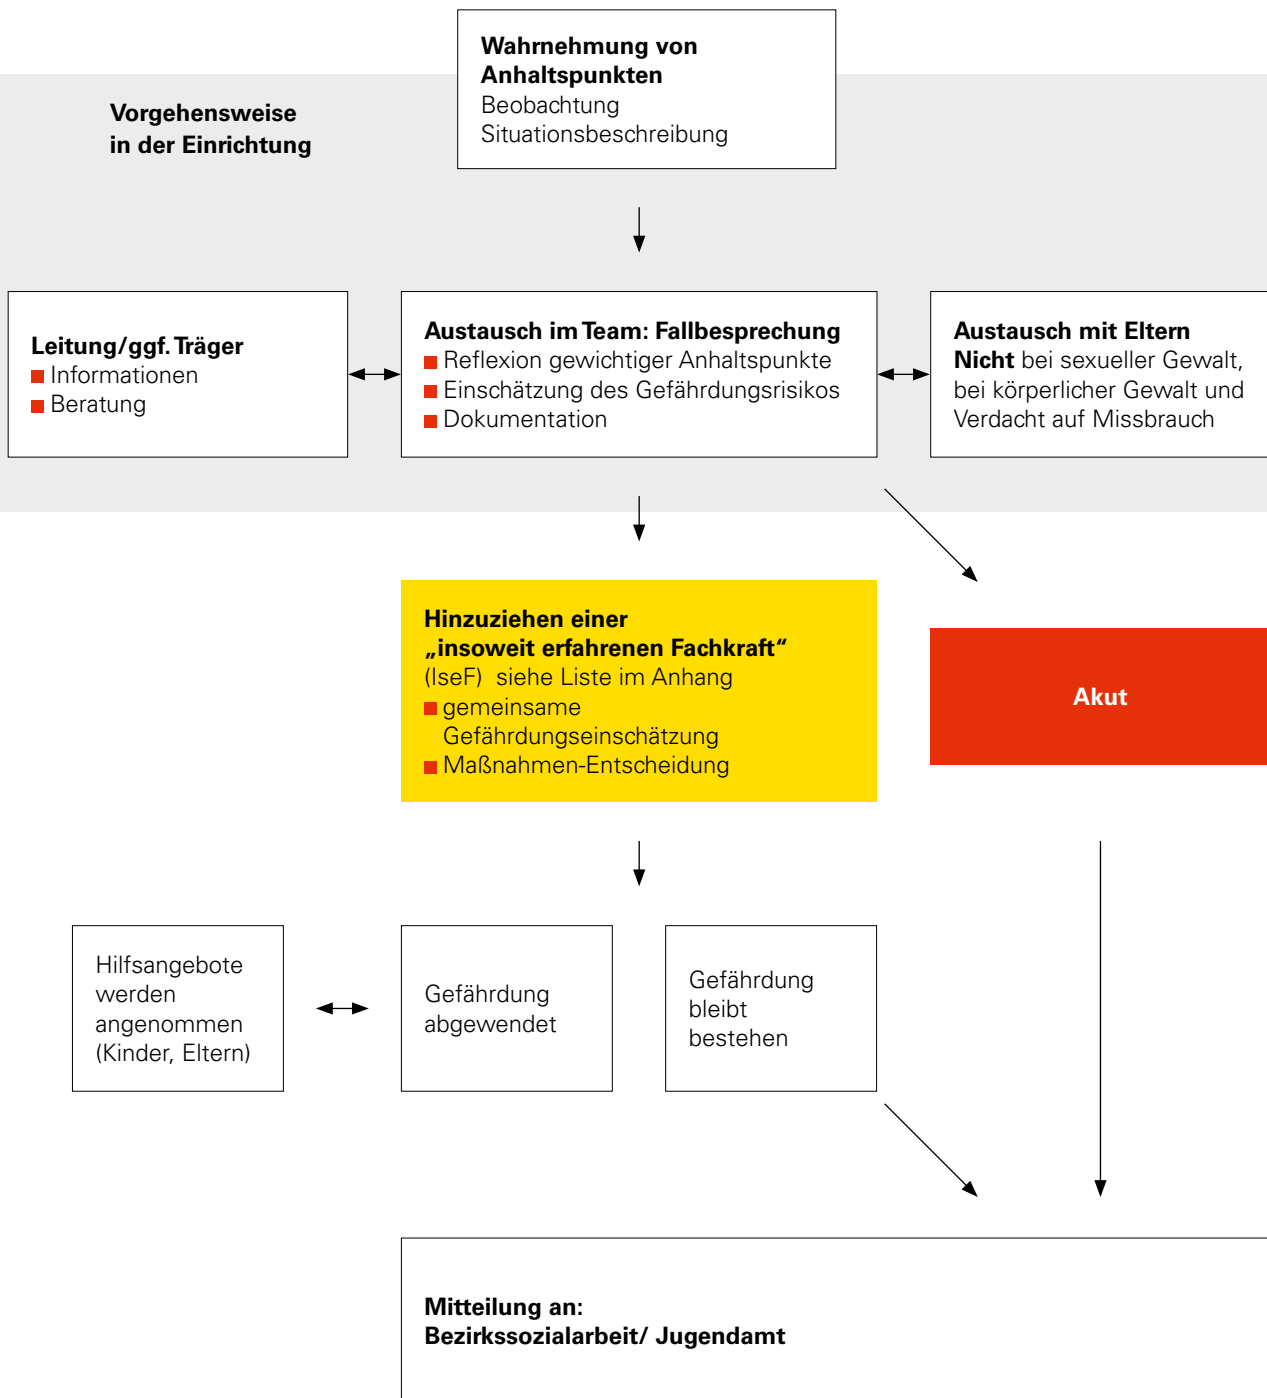 Wahrnehmung von
Anhaltspunkten
Beobachtung
Situationsbeschreibung
Vorgehensweise
in der Einrichtung
Leitung/ggf. Träger
Informationen
Beratung
Austausch im Team: Fallbesprechung
Reflexion gewichtiger Anhaltspunkte
Einschätzung des Gefährdungsrisikos
Dokumentation
Austausch mit Eltern
Nicht bei sexueller Gewalt,
bei körperlicher Gewalt und
Verdacht auf Missbrauch
Hinzuziehen einer
„insoweit erfahrenen Fachkraft“
(IseF) siehe Liste im Anhang
gemeinsame
Gefährdungseinschätzung
Maßnahmen-Entscheidung
Akut
Hilfsangebote
werden
angenommen
(Kinder, Eltern)
Gefährdung
abgewendet
Gefährdung
bleibt
bestehen
Mitteilung an:
Bezirkssozialarbeit/ Jugendamt